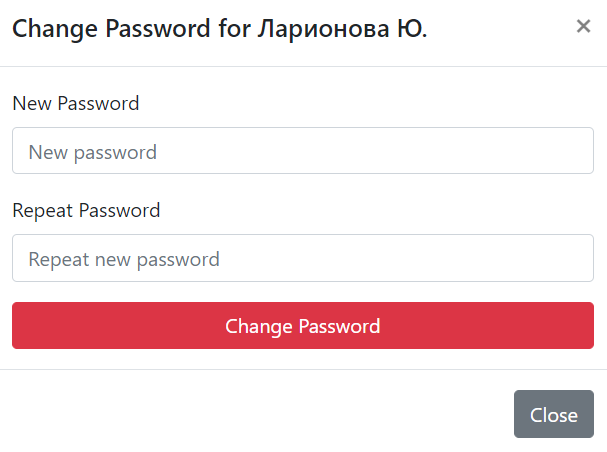 Change Password for Ларионова Ю.
×
New Password
New password
Repeat Password
Repeat new password
Change Password
Close